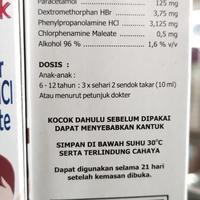 Paracetamol 125 mg
Dextromethorphan HBr 3,75 mg
Phenylpropanolamine HCl 3,125 mg
Chlorphenamine Maleate 0,5 mg
Alkohol 96 % 1,6 % v/v
DOSIS :
Anak-anak :
6 - 12 tahun : 3 x sehari 2 sendok takar (10 ml)
Atau menurut petunjuk dokter
KOCOK DAHULU SEBELUM DIPAKAI
DAPAT MENYEBABKAN KANTUK
SIMPAN DI BAWAH SUHU 30°C
SERTA TERLINDUNG CAHAYA
Dapat digunakan selama 21 hari
setelah kemasan dibuka.